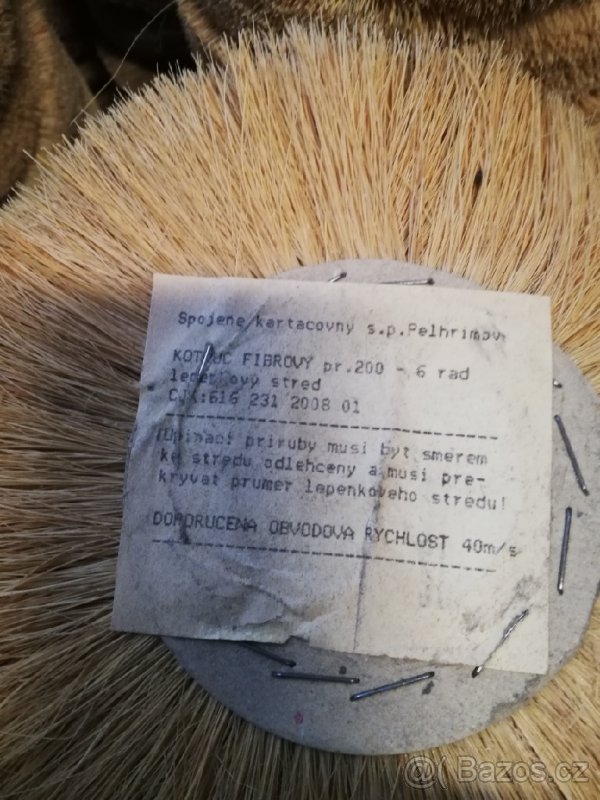 Spojene kartacovny s.p.Pelhrimov
KOTOUC FIBROVY pr.200 - 6 rad
lepenkovy stred
CJK:616 231 2008 01
Upinaci priruby musi byt smerem
ke stredu odlehceny a musi pre-
kryvat prumer lepenkoveho stredu!
DOPORUCENA OBVODOVA RYCHLOST 40m/s
@( Bazos.cz